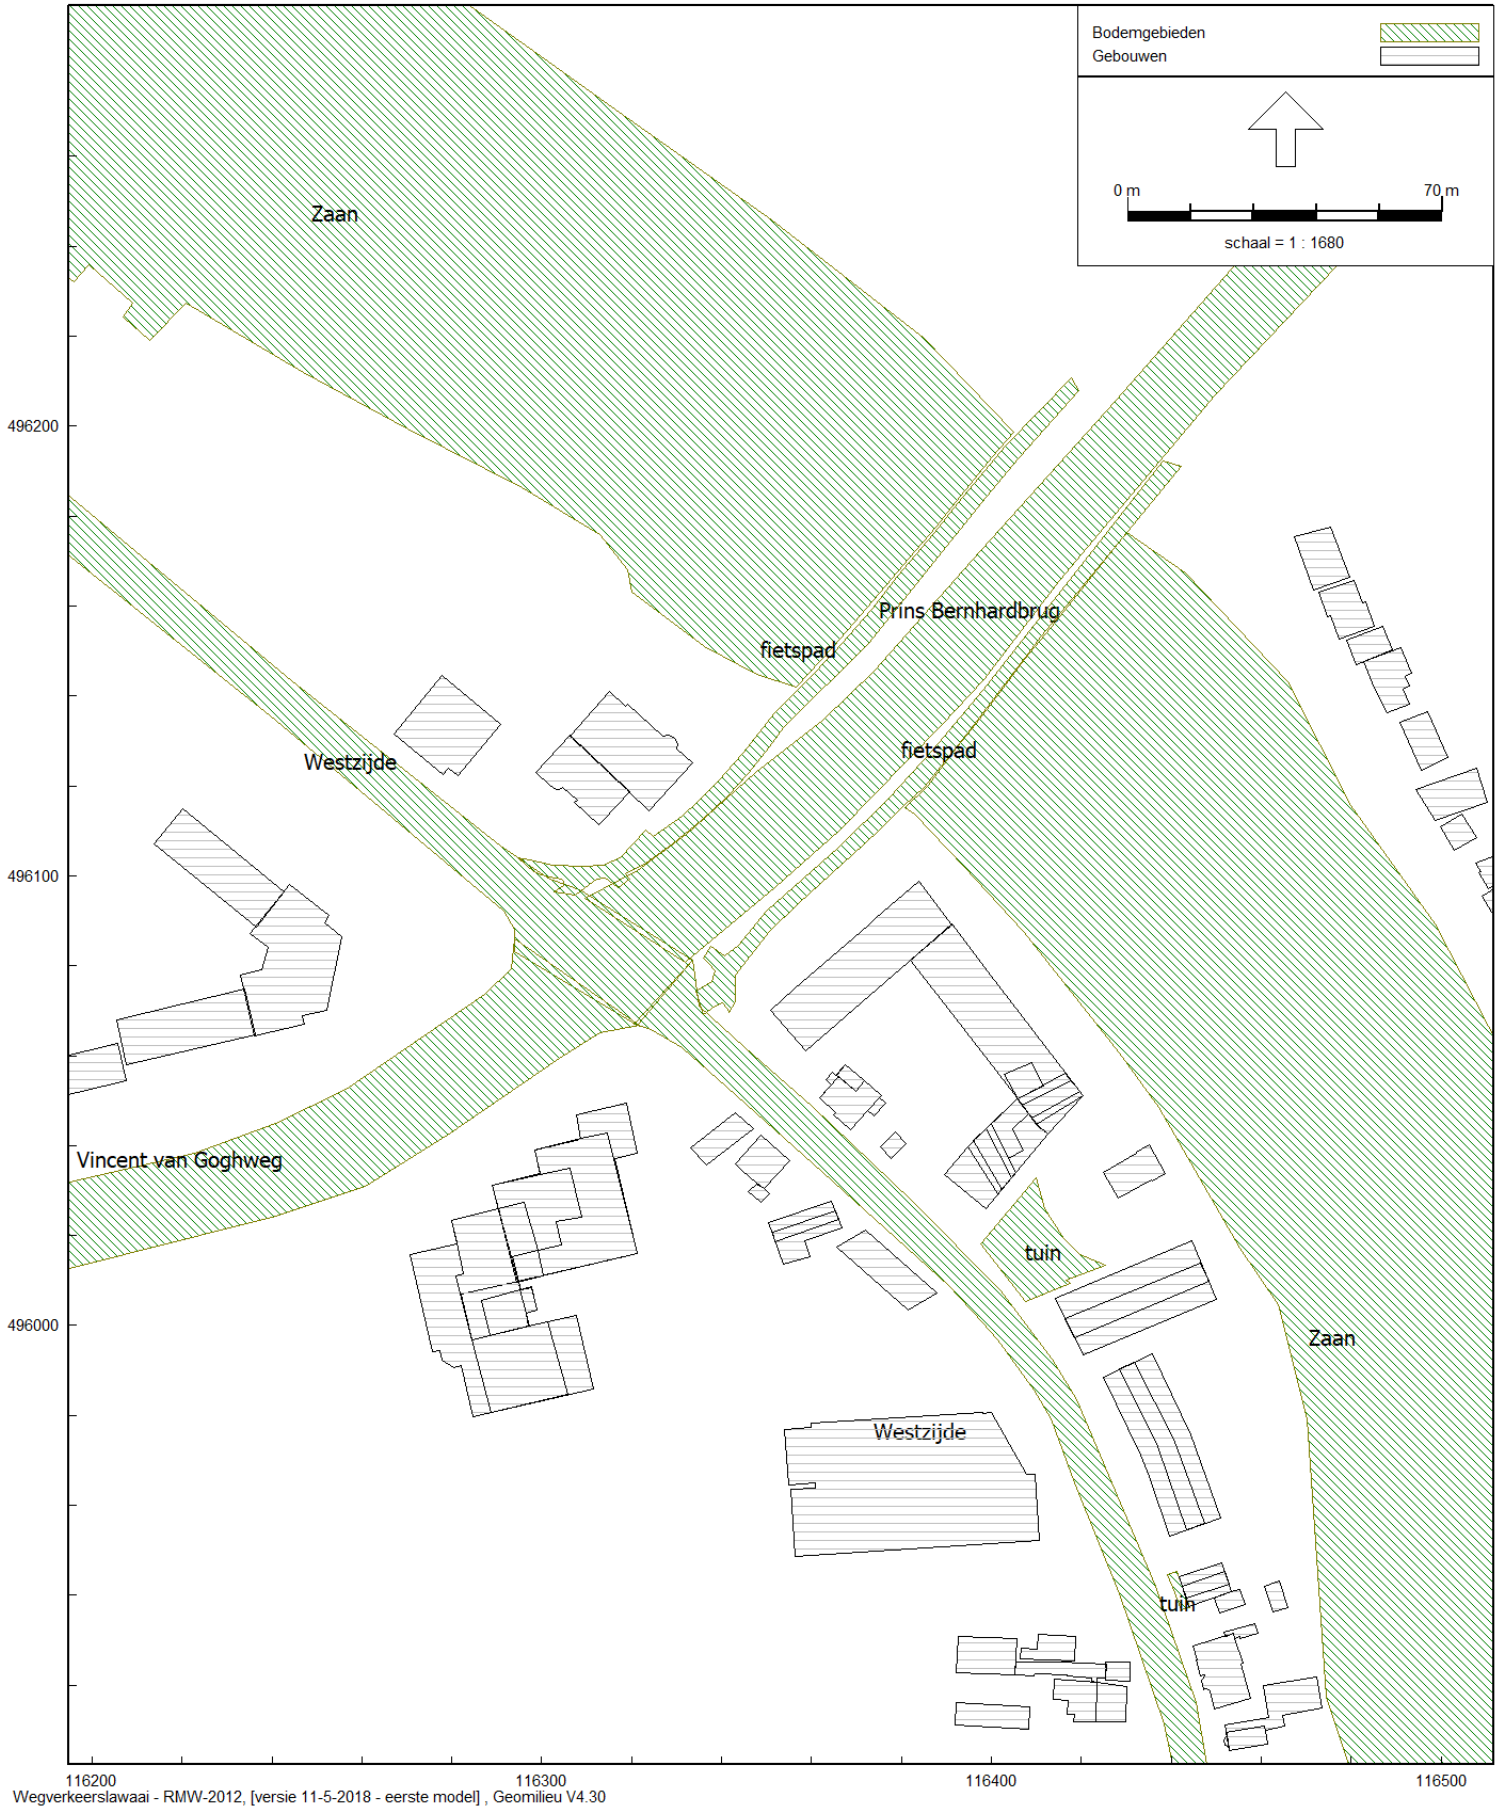 Bodemgebieden
Gebouwen
0 m 70 m
schaal = 1 : 1680
Zaan
496200
Prins Bernhardbrug
fietspad
fietspad
Westzijde
496100
Vincent van Goghweg
tuin
496000
Zaan
Westzijde
tuin
116200 116300 116400 116500
Wegverkeerslawaai - RMW-2012, [versie 11-5-2018 - eerste model] , Geomilieu V4.30